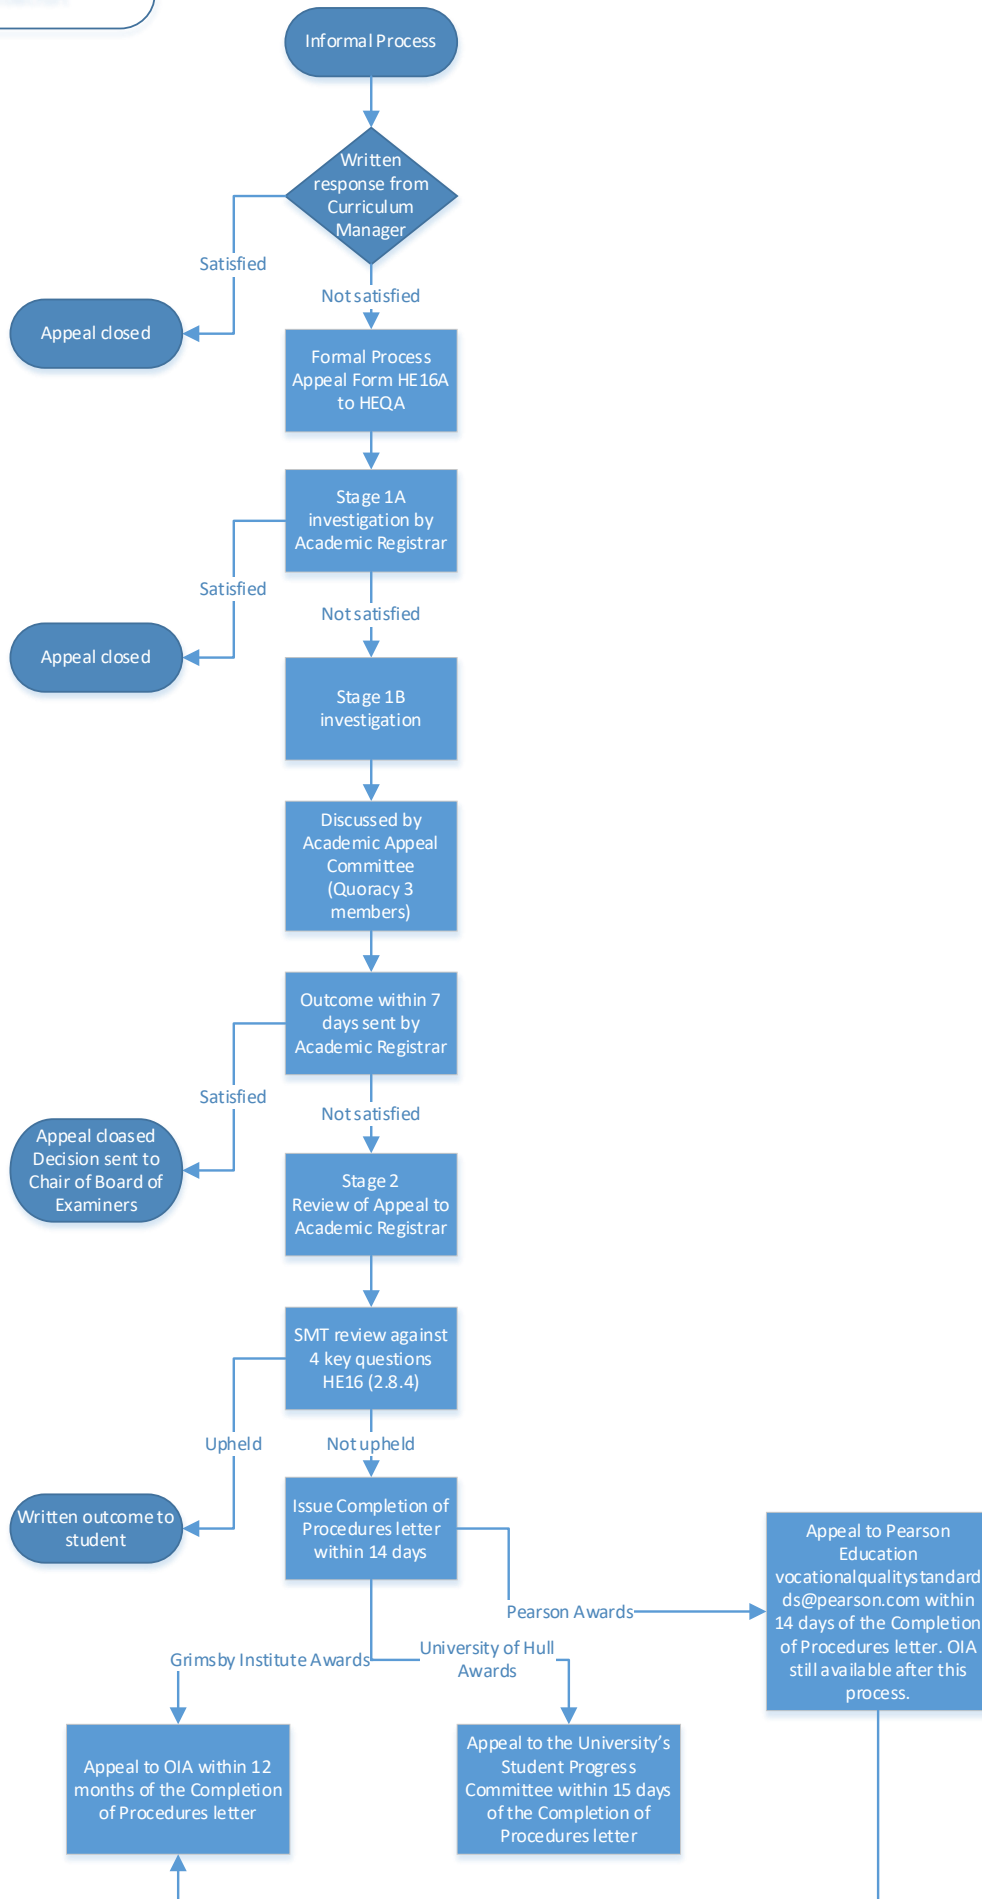 Informal Process
Written
response from
Curriculum
Manager
Satisfied
Not satisfied
Appeal closed
Formal Process
Appeal Form HE16A
to HEQA
Stage 1A
investigation by
Academic Registrar
Satisfied
Not satisfied
Appeal closed
Stage 1B
investigation
Discussed by
Academic Appeal
Committee
(Quoracy 3
members)
Outcome within 7
days sent by
Academic Registrar
Satisfied
Not satisfied
Appeal cloased
Decision sent to
Chair of Board of
Examiners
Stage 2
Review of Appeal to
Academic Registrar
SMT review against
4 key questions
HE16 (2.8.4)
Upheld
Not upheld
Written outcome to
student
Issue Completion of
Procedures letter
within 14 days
Appeal to Pearson
Education
vocationalqualitystandard
ds@pearson.com within
14 days of the Completion
of Procedures letter. OIA
still available after this
process.
Pearson Awards
Grimsby Institute Awards
University of Hull
Awards
Appeal to OIA within 12
months of the Completion
of Procedures letter
Appeal to the University's
Student Progress
Committee within 15 days
of the Completion of
Procedures letter